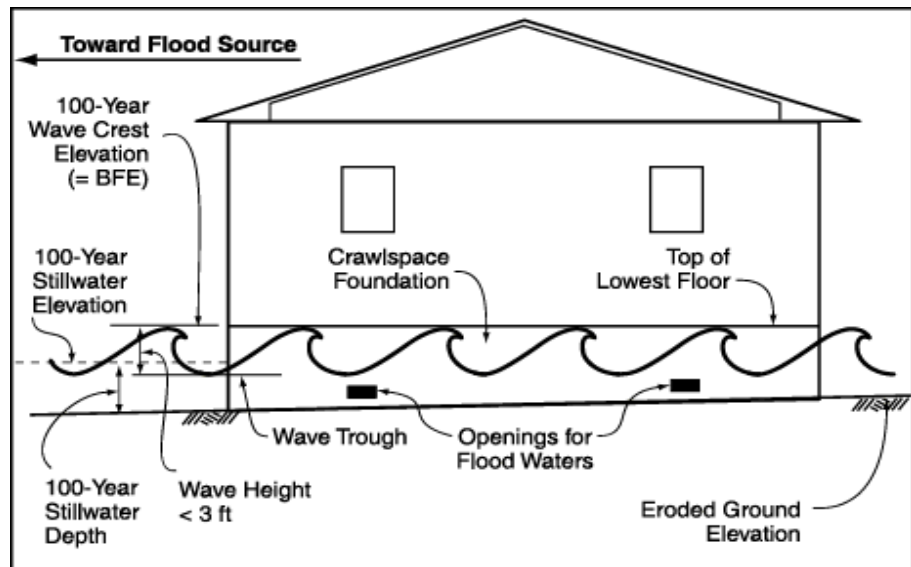 Toward Flood Source
100-Year
Wave Crest
Elevation
(= BFE)
100-Year
Stillwater
Elevation
Crawlspace
Foundation
Top of
Lowest Floor
Wave Trough
Openings for
Flood Waters
100-Year
Stillwater
Depth
Wave Height
< 3 ft
Eroded Ground
Elevation